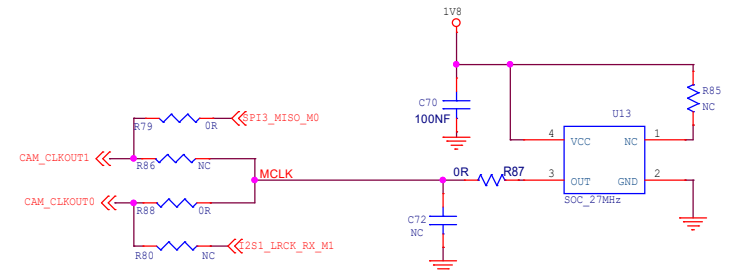 1V8
R85
NC
C70
100NF
U13
4
VCC
NC
1
3
OUT
GND
2
SOC_27MHz
R79
0R
SPI3_MISO_M0
CAM_CLKOUT1
R86
NC
MCLK
0R
R87
CAM_CLKOUT0
R88
0R
C72
NC
R80
NC
I2S1_LRCK_RX_M1